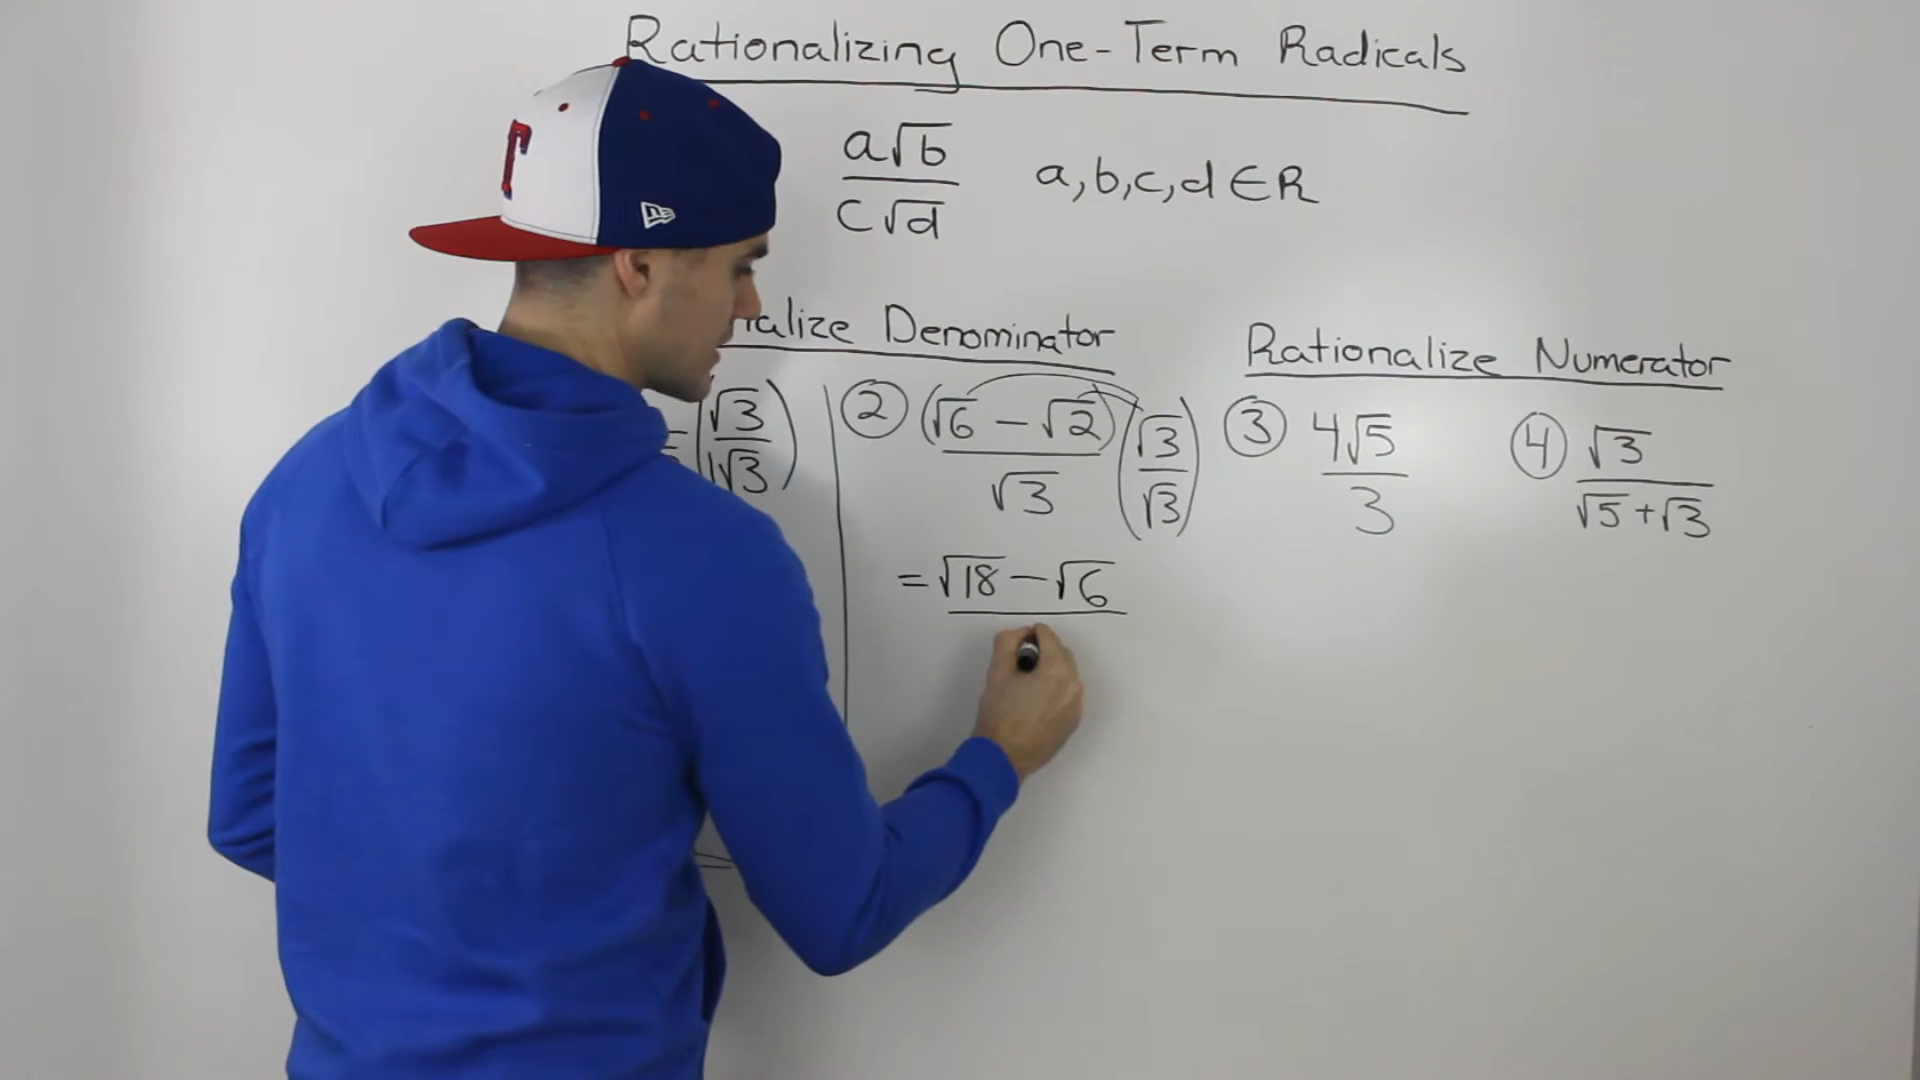 Rationalizing One-Term Radicals
a√b
c√d
a,b,c,d ∈ R
Denominator
√3
√3
② (√6 - √2)
√3
(√3
√3)
= √18 - √6
Rationalize Numerator
③ 4√5
3
④ √3
√5 + √3